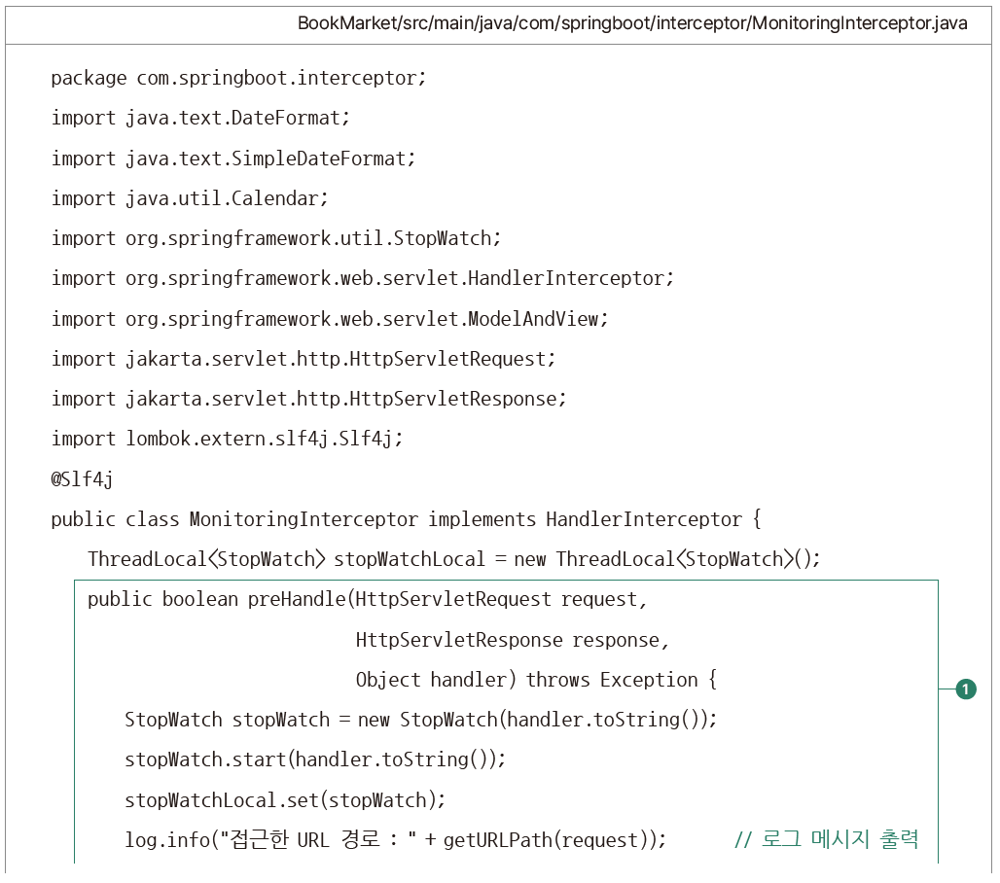 BookMarket/src/main/java/com/springboot/interceptor/MonitoringInterceptor.java
package com.springboot.interceptor;
import java.text.DateFormat;
import java.text.SimpleDateFormat;
import java.util.Calendar;
import org.springframework.util.StopWatch;
import org.springframework.web.servlet.HandlerInterceptor;
import org.springframework.web.servlet.ModelAndView;
import jakarta.servlet.http.HttpServletRequest;
import jakarta.servlet.http.HttpServletResponse;
import lombok.extern.slf4j.Slf4j;
@Slf4j
public class MonitoringInterceptor implements HandlerInterceptor {
ThreadLocal<StopWatch> stopWatchLocal = new ThreadLocal<StopWatch>();
public boolean preHandle(HttpServletRequest request,
HttpServletResponse response,
Object handler) throws Exception {
1
StopWatch stopWatch = new StopWatch(handler.toString());
stopWatch.start(handler.toString());
stopWatchLocal.set(stopWatch);
log.info("접근한 URL 경로 : " + getURLPath(request)); // 로그 메시지 출력